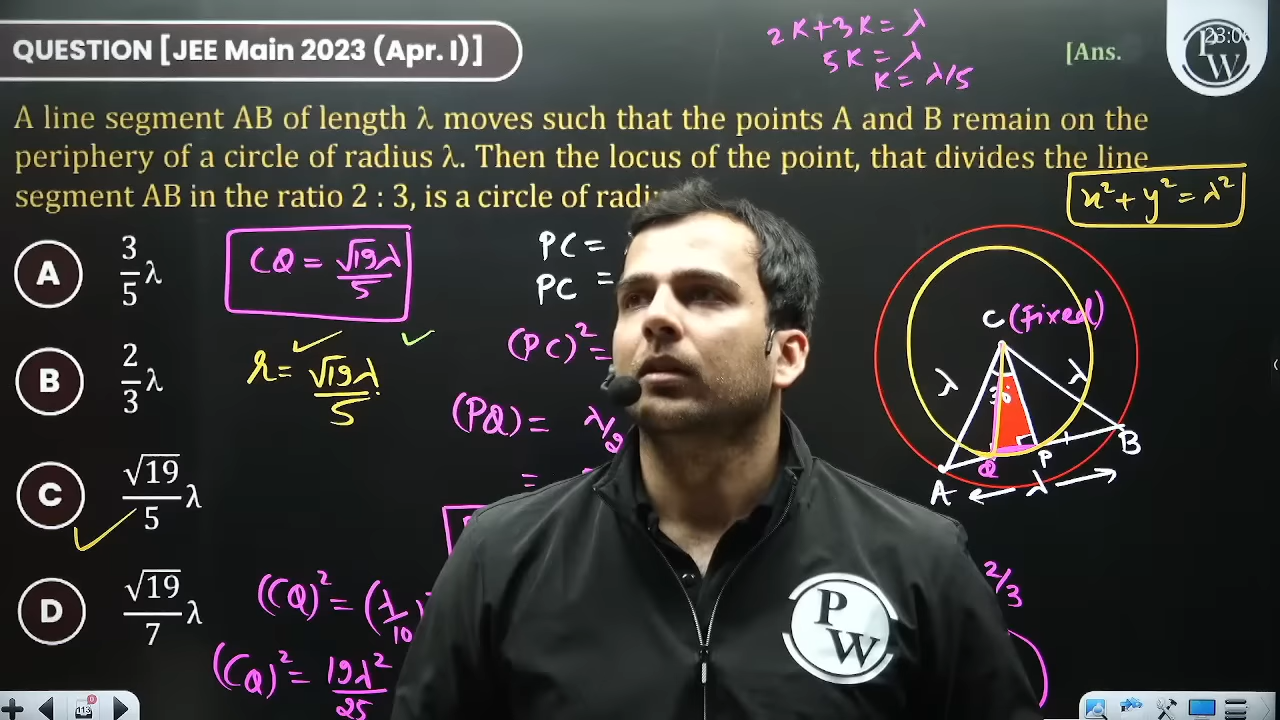 QUESTION [JEE Main 2023 (Apr. I)]
2K+3K = λ
5K = λ
K = λ/5
[Ans.
23:0
PW
A line segment AB of length λ moves such that the points A and B remain on the
periphery of a circle of radius λ. Then the locus of the point, that divides the line
segment AB in the ratio 2 : 3, is a circle of
x² + y² = λ²
A 3/5 λ
B 2/3 λ
C √19/5 λ
D √19/7 λ
CQ = √19λ/5
r = √19λ/5
PC =
PC =
(PC)² =
(PQ) = λ/2
=
(CQ)² = (λ/10)
(CQ)² = 19λ²/25
2/3
C (Fixed)
λ
λ
30°
Q
P
B
A
λ
PW
113